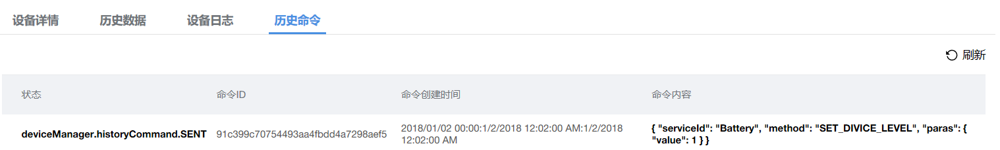 设备详情 历史数据 设备日志 历史命令
刷新
状态 命令ID 命令创建时间 命令内容
deviceManager.historyCommand.SENT 91c399c70754493aa4fbdd4a7298aef5 2018/01/02 00:00:1/2/2018 12:02:00 AM:1/2/2018 { "serviceId": "Battery", "method": "SET_DIVICE_LEVEL", "paras": {
12:02:00 AM "value": 1 } }